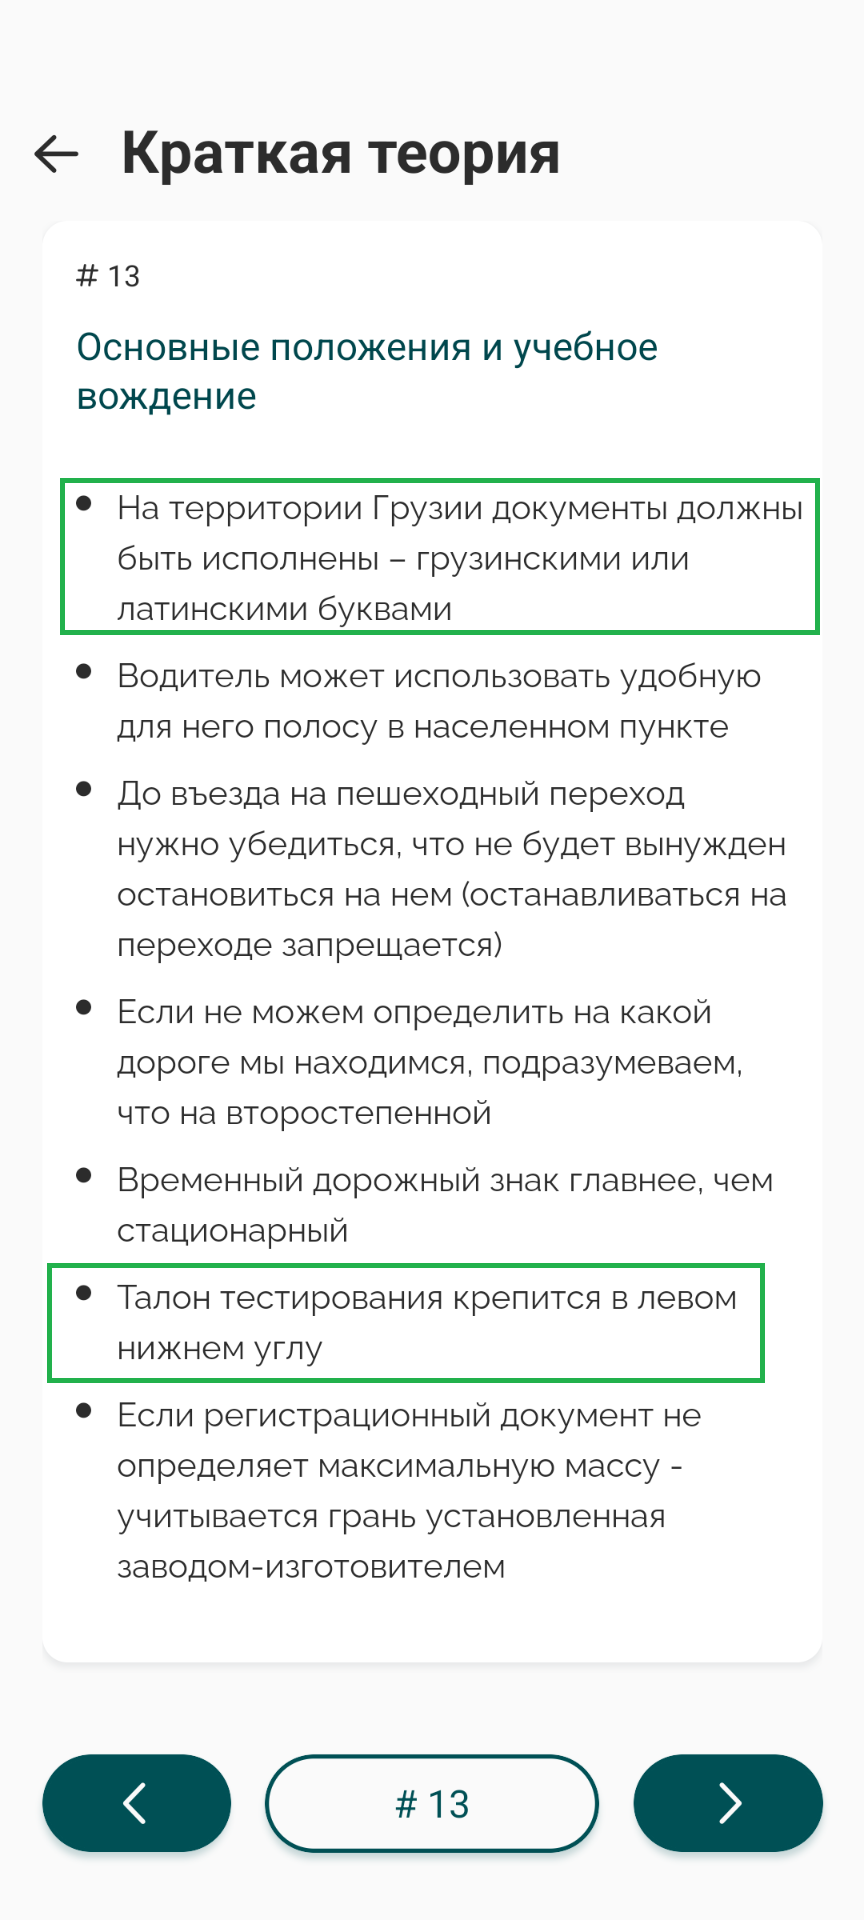 Краткая теория
# 13
Основные положения и учебное
вождение
На территории Грузии документы должны
быть исполнены – грузинскими или
латинскими буквами
Водитель может использовать удобную
для него полосу в населенном пункте
До въезда на пешеходный переход
нужно убедиться, что не будет вынужден
остановиться на нем (останавливаться на
переходе запрещается)
Если не можем определить на какой
дороге мы находимся, подразумеваем,
что на второстепенной
Временный дорожный знак главнее, чем
стационарный
Талон тестирования крепится в левом
нижнем углу
Если регистрационный документ не
определяет максимальную массу -
учитывается грань установленная
заводом-изготовителем
# 13